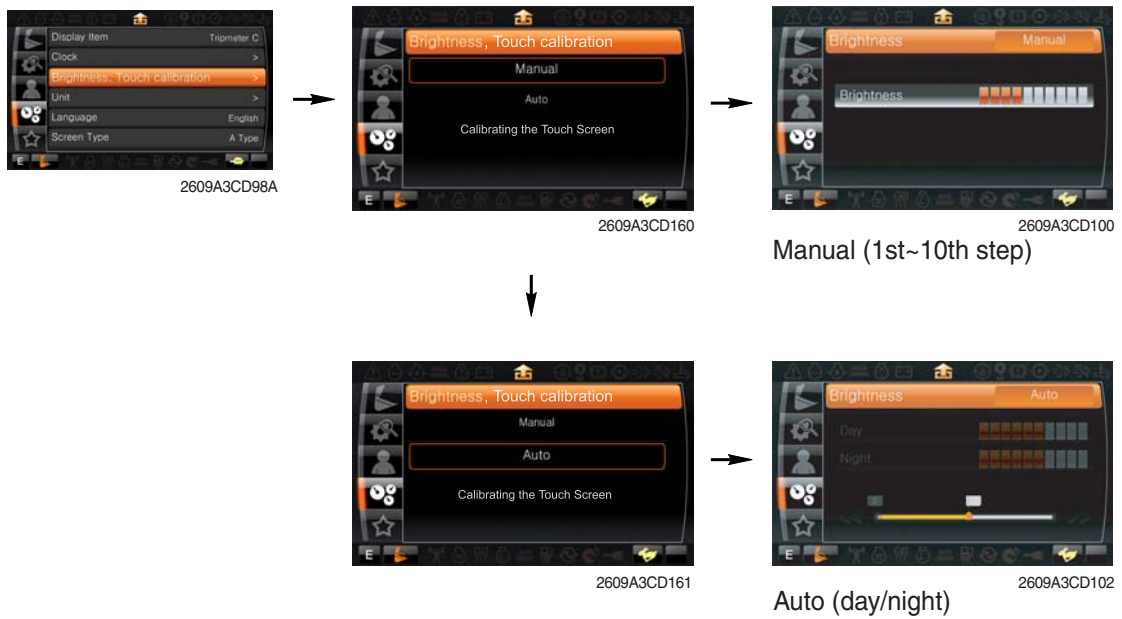 Display Item Tripmeter C
Clock >
Brightness, Touch calibration >
Unit >
Language English
Screen Type A Type
E
2609A3CD98A
Brightness, Touch calibration
Manual
Auto
Calibrating the Touch Screen
E
2609A3CD160
Brightness Manual
Brightness
E
2609A3CD100
Manual (1st~10th step)
Brightness, Touch calibration
Manual
Auto
Calibrating the Touch Screen
E
2609A3CD161
Brightness Auto
Day
Night
E
2609A3CD102
Auto (day/night)